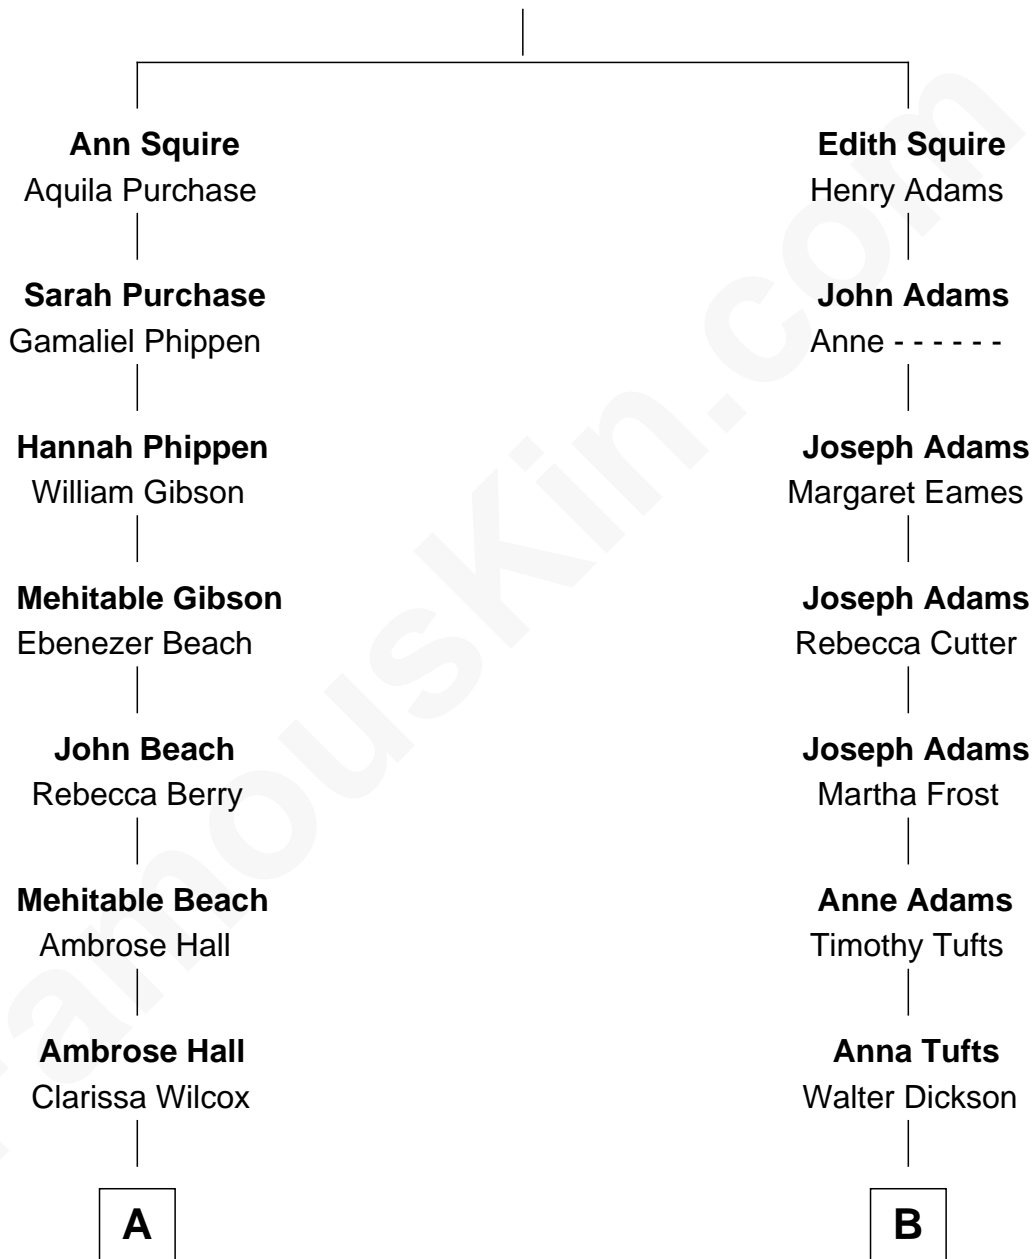 Ann Squire
Aquila Purchase
Sarah Purchase
Gamaliel Phippen
Hannah Phippen
William Gibson
Mehitable Gibson
Ebenezer Beach
John Beach
Rebecca Berry
Mehitable Beach
Ambrose Hall
Ambrose Hall
Clarissa Wilcox
A
Edith Squire
Henry Adams
John Adams
Anne - - - - - -
Joseph Adams
Margaret Eames
Joseph Adams
Rebecca Cutter
Joseph Adams
Martha Frost
Anne Adams
Timothy Tufts
Anna Tufts
Walter Dickson
B
FamousKin.com